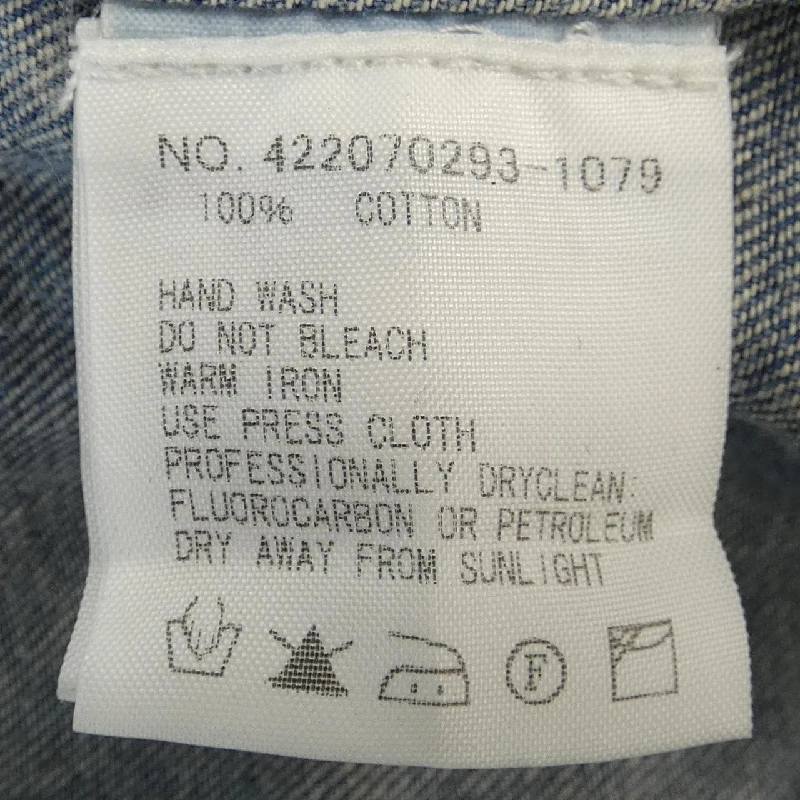 NO. 422070293-1079
100% COTTON
HAND WASH
DO NOT BLEACH
WARM IRON
USE PRESS CLOTH
PROFESSIONALLY DRYCLEAN:
FLUOROCARBON OR PETROLEUM
DRY AWAY FROM SUNLIGHT
F